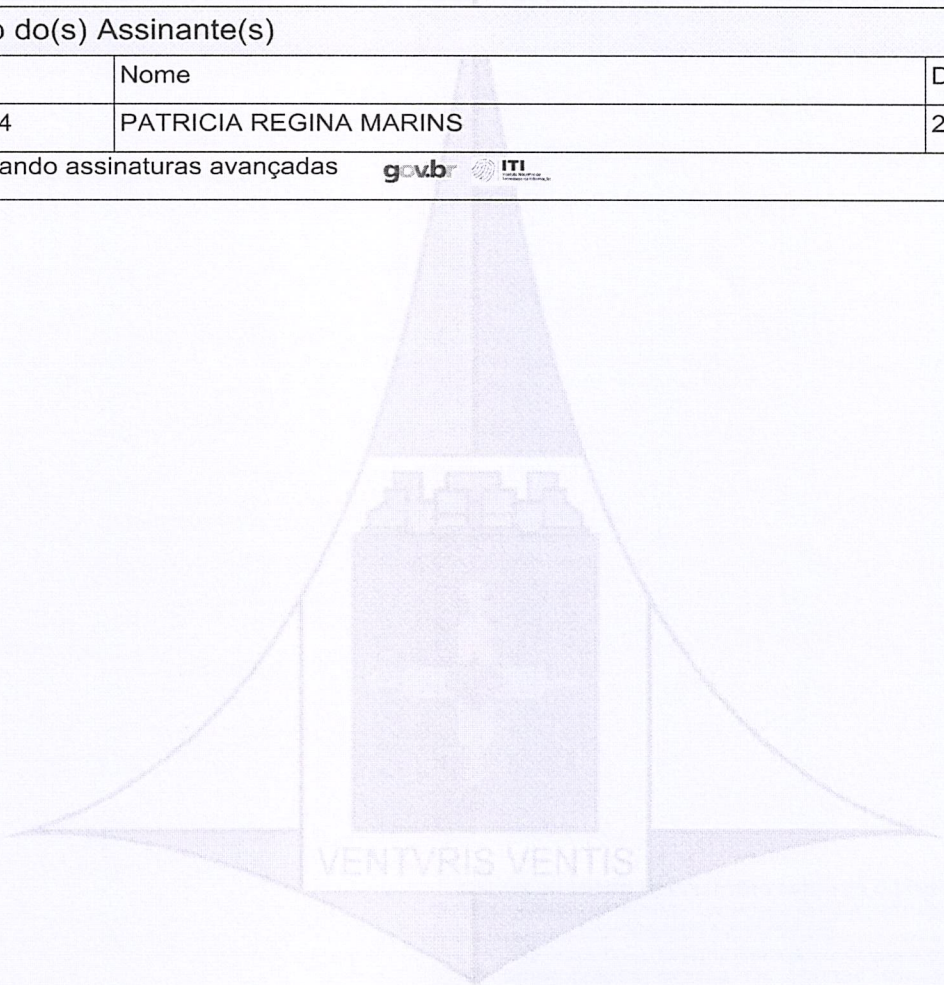 o do(s) Assinante(s)
Nome D
4 PATRICIA REGINA MARINS 2
ando assinaturas avançadas gov.br ITI
VENTVRIS VENTIS